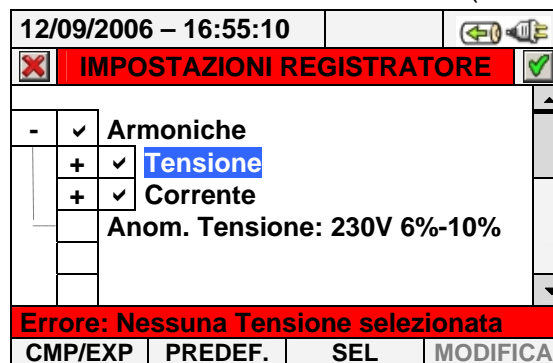 12/09/2006 – 16:55:10
IMPOSTAZIONI REGISTRATORE
- Armoniche
+ Tensione
+ Corrente
Anom. Tensione: 230V 6%-10%
Errore: Nessuna Tensione selezionata
CMP/EXP PREDEF. SEL MODIFICA